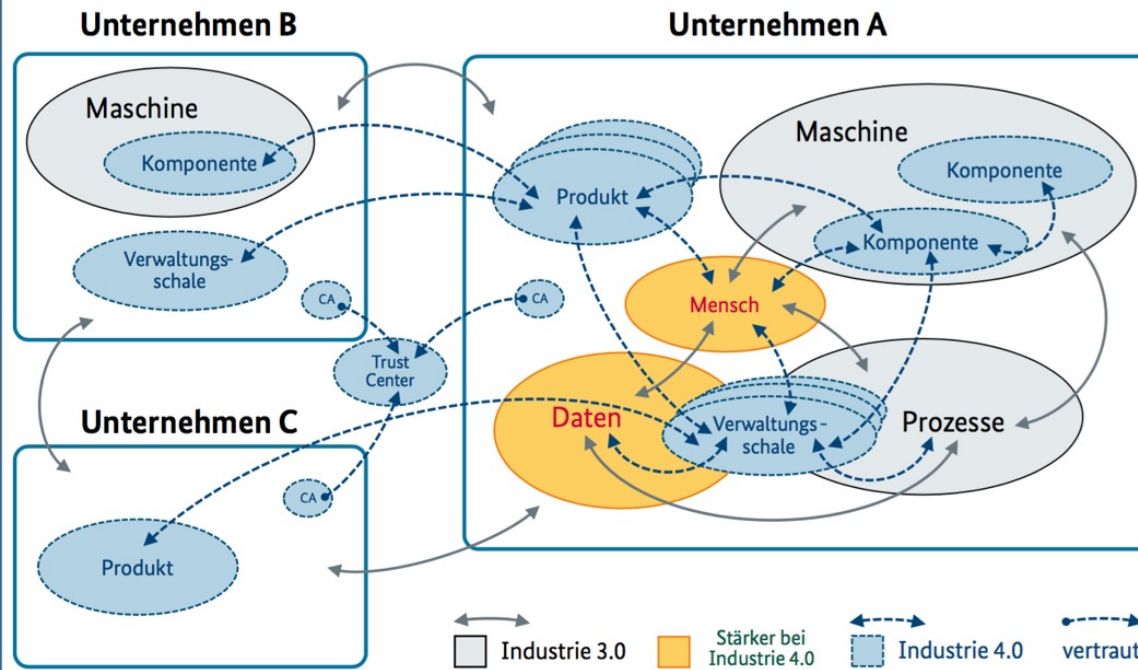 Unternehmen B
Unternehmen A
Maschine
Komponente
Verwaltungs-
schale
CA
Maschine
Komponente
Komponente
Produkt
Mensch
CA
Trust
Center
Daten
Verwaltungs-
schale
Prozesse
Unternehmen C
CA
Produkt
Industrie 3.0
Stärker bei
Industrie 4.0
Industrie 4.0
vertraut